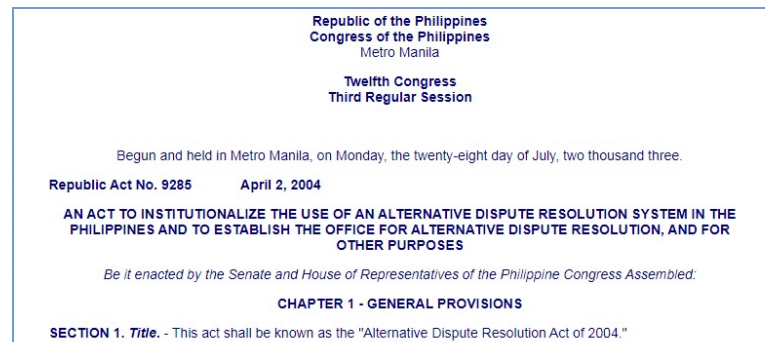 Republic of the Philippines
Congress of the Philippines
Metro Manila
Twelfth Congress
Third Regular Session
Begun and held in Metro Manila, on Monday, the twenty-eight day of July, two thousand three.
Republic Act No. 9285 April 2, 2004
AN ACT TO INSTITUTIONALIZE THE USE OF AN ALTERNATIVE DISPUTE RESOLUTION SYSTEM IN THE
PHILIPPINES AND TO ESTABLISH THE OFFICE FOR ALTERNATIVE DISPUTE RESOLUTION, AND FOR
OTHER PURPOSES
Be it enacted by the Senate and House of Representatives of the Philippine Congress Assembled:
CHAPTER 1 - GENERAL PROVISIONS
SECTION 1. Title. - This act shall be known as the "Alternative Dispute Resolution Act of 2004."